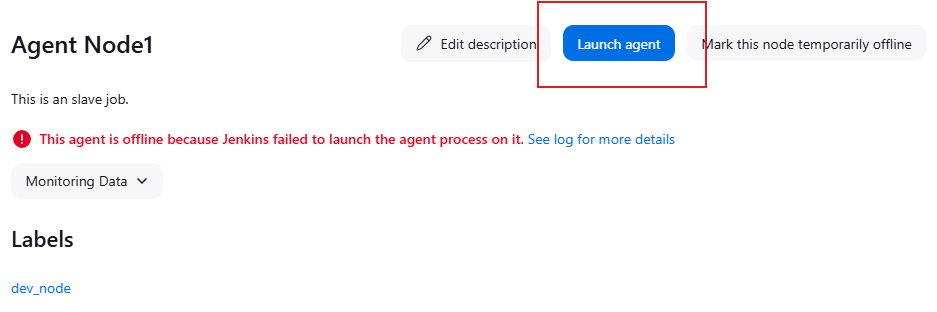 Agent Node1
Edit description
Launch agent
Mark this node temporarily offline
This is an slave job.
This agent is offline because Jenkins failed to launch the agent process on it. See log for more details
Monitoring Data
Labels
dev_node